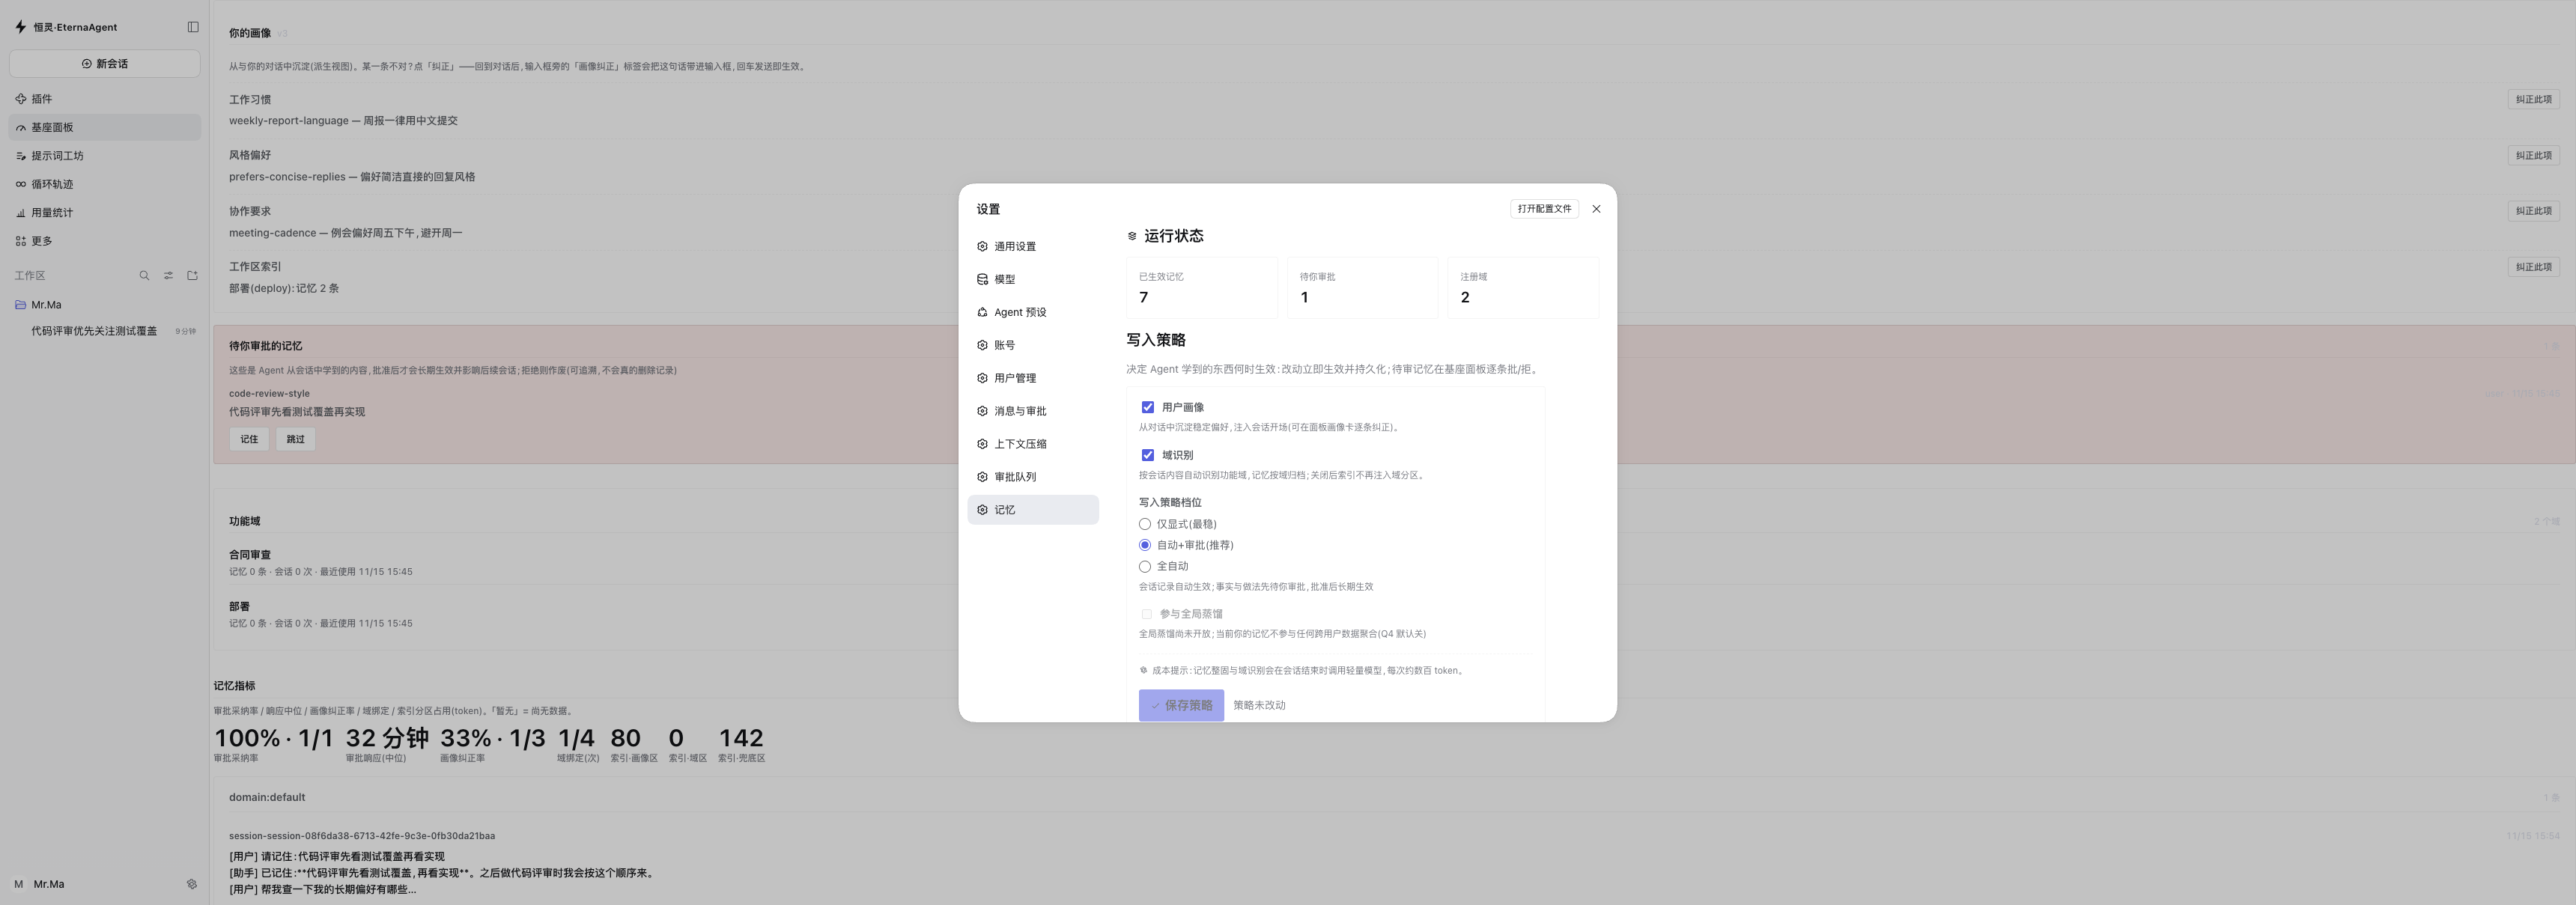 恒灵·EternaAgent
新会话
插件
基座面板
提示词工坊
循环轨迹
用量统计
更多
工作区
Mr.Ma
代码评审优先关注测试覆盖 9分钟
M Mr.Ma
你的画像 v3
从与你的对话中沉淀(派生视图)。某一条不对?点「纠正」——回到对话后,输入框旁的「画像纠正」标签会把这句话带进输入框,回车发送即生效。
工作习惯
weekly-report-language — 周报一律用中文提交
纠正此项
风格偏好
prefers-concise-replies — 偏好简洁直接的回复风格
纠正此项
协作要求
meeting-cadence — 例会偏好周五下午,避开周一
纠正此项
工作区索引
部署(deploy):记忆 2 条
纠正此项
待你审批的记忆
这些是 Agent 从会话中学到的内容,批准后才会长期生效并影响后续会话;拒绝则作废(可追溯,不会真的删除记录)
code-review-style
代码评审先看测试覆盖再实现
记住 跳过
功能域 2 个域
合同审查
记忆 0 条 · 会话 0 次 · 最近使用 11/15 15:45
部署
记忆 0 条 · 会话 0 次 · 最近使用 11/15 15:45
记忆指标
审批采纳率 / 响应中位 / 画像纠正率 / 域绑定 / 索引分区占用(token)。「暂无」= 尚无数据。
100% · 1/1 32 分钟 33% · 1/3 1/4 80 0 142
审批采纳率 审批响应(中位) 画像纠正率 域绑定(次) 索引·画像区 索引·域区 索引·兜底区
domain:default 1 条
session-session-08f6da38-6713-42fe-9c3e-0fb30da21baa 11/15 15:54
[用户] 请记住:代码评审先看测试覆盖再看实现
[助手] 已记住:**代码评审先看测试覆盖,再看实现**。之后做代码评审时我会按这个顺序来。
[用户] 帮我查一下我的长期偏好有哪些...
设置
打开配置文件
通用设置
模型
Agent 预设
账号
用户管理
消息与审批
上下文压缩
审批队列
记忆
运行状态
已生效记忆 待你审批 注册域
7 1 2
写入策略
决定 Agent 学到的东西何时生效:改动立即生效并持久化;待审记忆在基座面板逐条批/拒。
用户画像
从对话中沉淀稳定偏好,注入会话开场(可在面板画像卡逐条纠正)。
域识别
按会话内容自动识别功能域,记忆按域归档;关闭后索引不再注入域分区。
写入策略档位
仅显式(最稳)
自动+审批(推荐)
全自动
会话记录自动生效;事实与做法先待你审批,批准后长期生效
参与全局蒸馏
全局蒸馏尚未开放;当前你的记忆不参与任何跨用户数据聚合(Q4 默认关)
成本提示:记忆整固与域识别会在会话结束时调用轻量模型,每次约数百 token。
保存策略 策略未改动